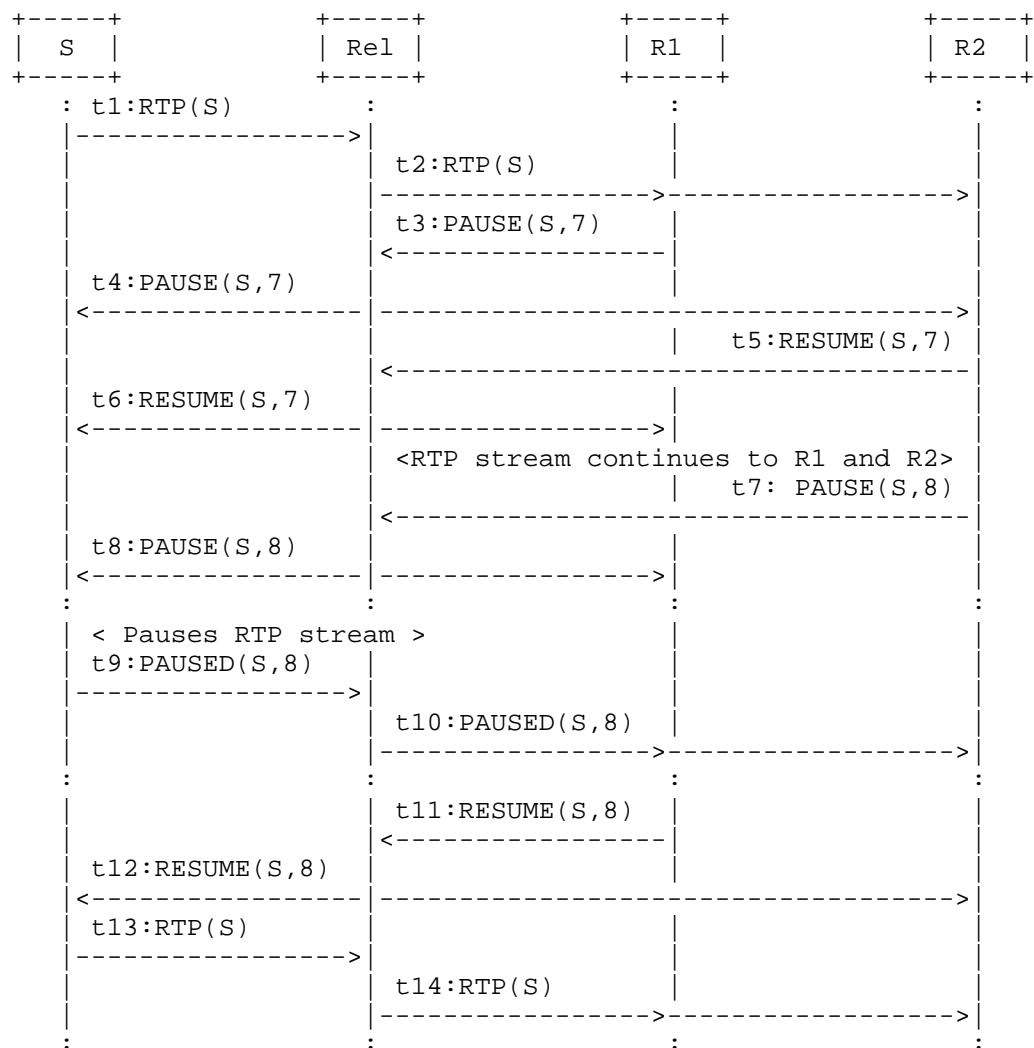 S Rel R1 R2
t1:RTP(S)
t2:RTP(S)
t3:PAUSE(S,7)
t4:PAUSE(S,7)
t5:RESUME(S,7)
t6:RESUME(S,7)
<RTP stream continues to R1 and R2>
t7: PAUSE(S,8)
t8:PAUSE(S,8)
< Pauses RTP stream >
t9:PAUSED(S,8)
t10:PAUSED(S,8)
t11:RESUME(S,8)
t12:RESUME(S,8)
t13:RTP(S)
t14:RTP(S)